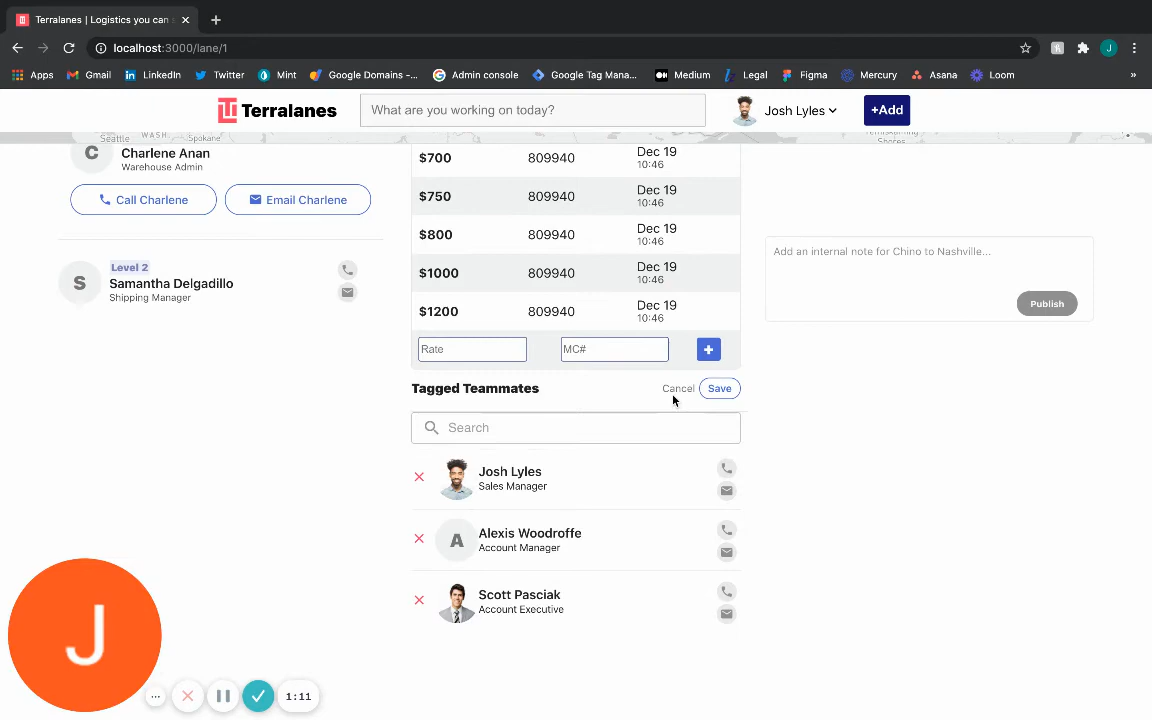 Terralanes | Logistics you can s
localhost:3000/lane/1
J
Apps
Gmail
LinkedIn
Twitter
Mint
Google Domains -...
Admin console
Google Tag Mana...
Medium
Legal
Figma
Mercury
Asana
Loom
»
Terralanes
What are you working on today?
Josh Lyles
+Add
Seattle
WASH.
Spokane
Temiskaming
Shores
C
Charlene Anan
Warehouse Admin
Call Charlene
Email Charlene
S
Level 2
Samantha Delgadillo
Shipping Manager
$700 809940 Dec 19
10:46
$750 809940 Dec 19
10:46
$800 809940 Dec 19
10:46
$1000 809940 Dec 19
10:46
$1200 809940 Dec 19
10:46
Rate MC# +
Tagged Teammates Cancel Save
Search
Josh Lyles
Sales Manager
A
Alexis Woodroffe
Account Manager
Scott Pasciak
Account Executive
Add an internal note for Chino to Nashville...
Publish
J
1:11